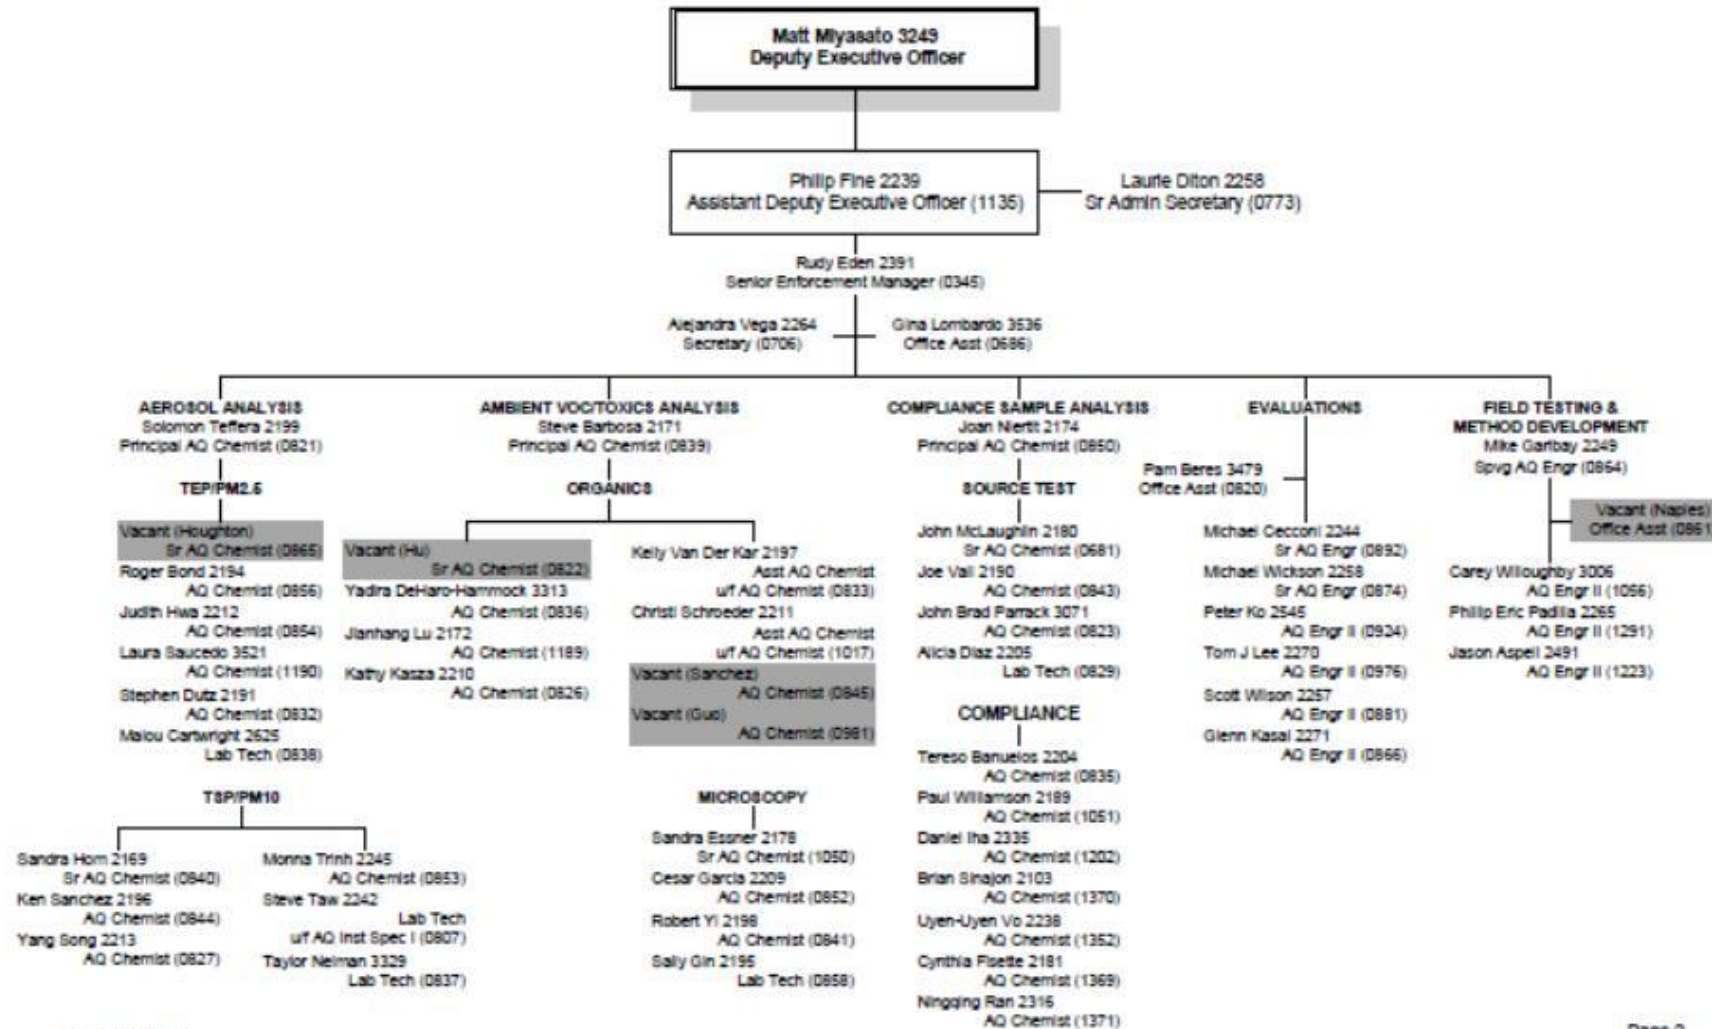 Matt Miyasato 3249
Deputy Executive Officer
Philip Fine 2239
Assistant Deputy Executive Officer (1135)
Laurie Diton 2258
Sr Admin Secretary (0773)
Rudy Eden 2391
Senior Enforcement Manager (0345)
Alejandra Vega 2264
Secretary (0706)
Gina Lombardo 3536
Office Asst (0686)
AEROSOL ANALYSIS
Solomon Teffera 2199
Principal AQ Chemist (0821)
TEP/PM2.5
Vacant (Houghton)
Sr AQ Chemist (0865)
Roger Bond 2194
AQ Chemist (0856)
Judith Hwa 2212
AQ Chemist (0854)
Laura Saucedo 3521
AQ Chemist (1190)
Stephen Dutz 2191
AQ Chemist (0832)
Malou Cartwright 2625
Lab Tech (0838)
TSP/PM10
Sandra Hom 2169
Sr AQ Chemist (0840)
Ken Sanchez 2196
AQ Chemist (0844)
Yang Song 2213
AQ Chemist (0827)
Monna Trinh 2245
AQ Chemist (0853)
Steve Taw 2242
Lab Tech
u/f AQ Inst Spec I (0807)
Taylor Neiman 3329
Lab Tech (0837)
AMBIENT VOC/TOXICS ANALYSIS
Steve Barbosa 2171
Principal AQ Chemist (0839)
ORGANICS
Vacant (Hu)
Sr AQ Chemist (0822)
Yadira DeHaro-Hammock 3313
AQ Chemist (0836)
Jianhang Lu 2172
AQ Chemist (1189)
Kathy Kasza 2210
AQ Chemist (0826)
Kelly Van Der Kar 2197
Asst AQ Chemist
u/f AQ Chemist (0833)
Christi Schroeder 2211
Asst AQ Chemist
u/f AQ Chemist (1017)
Vacant (Sanchez)
AQ Chemist (0845)
Vacant (Guo)
AQ Chemist (0981)
MICROSCOPY
Sandra Essner 2178
Sr AQ Chemist (1050)
Cesar Garcia 2209
AQ Chemist (0852)
Robert Yi 2198
AQ Chemist (0841)
Sally Gin 2195
Lab Tech (0858)
COMPLIANCE SAMPLE ANALYSIS
Joan Niertit 2174
Principal AQ Chemist (0850)
SOURCE TEST
John McLaughlin 2180
Sr AQ Chemist (0681)
Joe Vail 2190
AQ Chemist (0843)
John Brad Parrack 3071
AQ Chemist (0823)
Alicia Diaz 2205
Lab Tech (0829)
COMPLIANCE
Tereso Banuelos 2204
AQ Chemist (0835)
Paul Williamson 2189
AQ Chemist (1051)
Daniel Iha 2335
AQ Chemist (1202)
Brian Sinajon 2103
AQ Chemist (1370)
Uyen-Uyen Vo 2238
AQ Chemist (1352)
Cynthia Fisette 2181
AQ Chemist (1369)
Ningqing Ran 2316
AQ Chemist (1371)
EVALUATIONS
Pam Beres 3479
Office Asst (0820)
Michael Cecconi 2244
Sr AQ Engr (0892)
Michael Wickson 2258
Sr AQ Engr (0874)
Peter Ko 2545
AQ Engr II (0924)
Tom J Lee 2270
AQ Engr II (0976)
Scott Wilson 2257
AQ Engr II (0881)
Glenn Kasai 2271
AQ Engr II (0866)
FIELD TESTING &
METHOD DEVELOPMENT
Mike Garibay 2249
Spvg AQ Engr (0864)
Vacant (Naples)
Office Asst (0861
Carey Willoughby 3006
AQ Engr II (1056)
Philip Eric Padilla 2265
AQ Engr II (1291)
Jason Aspell 2491
AQ Engr II (1223)